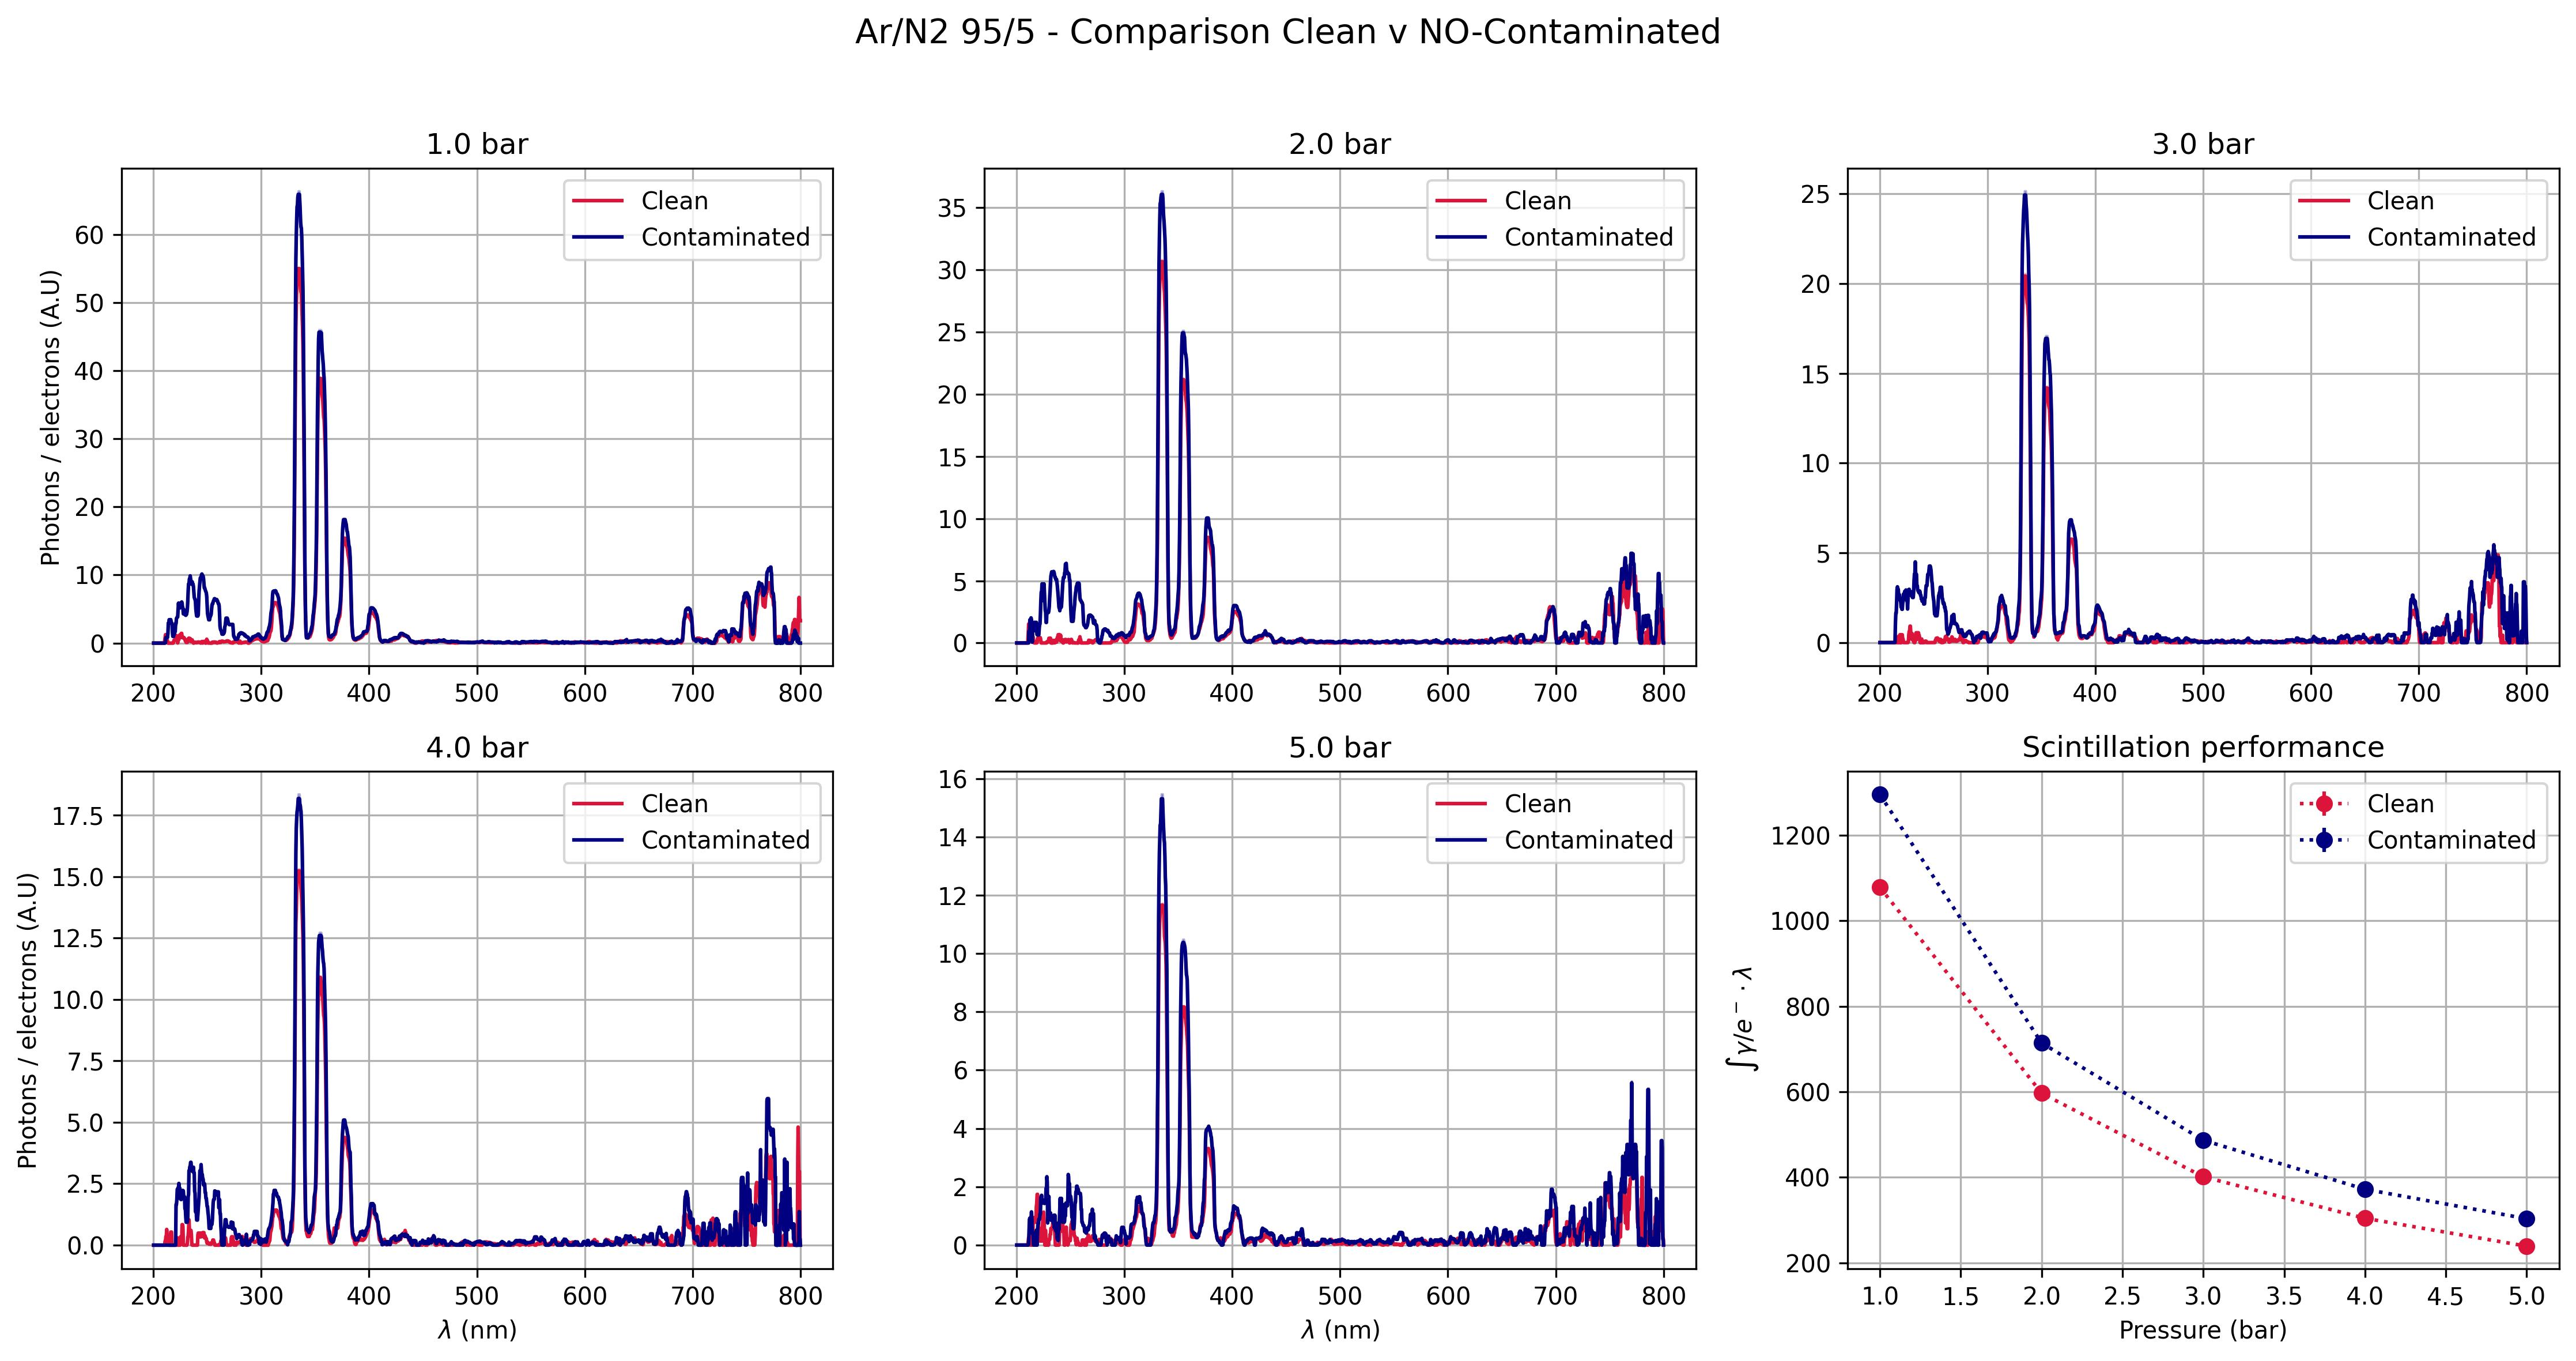 Ar/N2 95/5 - Comparison Clean v NO-Contaminated
1.0 bar
Photons / electrons (A.U)
60
50
40
30
20
10
0
200 300 400 500 600 700 800
Clean
Contaminated
2.0 bar
35
30
25
20
15
10
5
0
200 300 400 500 600 700 800
Clean
Contaminated
3.0 bar
25
20
15
10
5
0
200 300 400 500 600 700 800
Clean
Contaminated
4.0 bar
Photons / electrons (A.U)
17.5
15.0
12.5
10.0
7.5
5.0
2.5
0.0
200 300 400 500 600 700 800
λ (nm)
Clean
Contaminated
5.0 bar
16
14
12
10
8
6
4
2
0
200 300 400 500 600 700 800
λ (nm)
Clean
Contaminated
Scintillation performance
∫γ/e⁻ · λ
1200
1000
800
600
400
200
1.0 1.5 2.0 2.5 3.0 3.5 4.0 4.5 5.0
Pressure (bar)
Clean
Contaminated